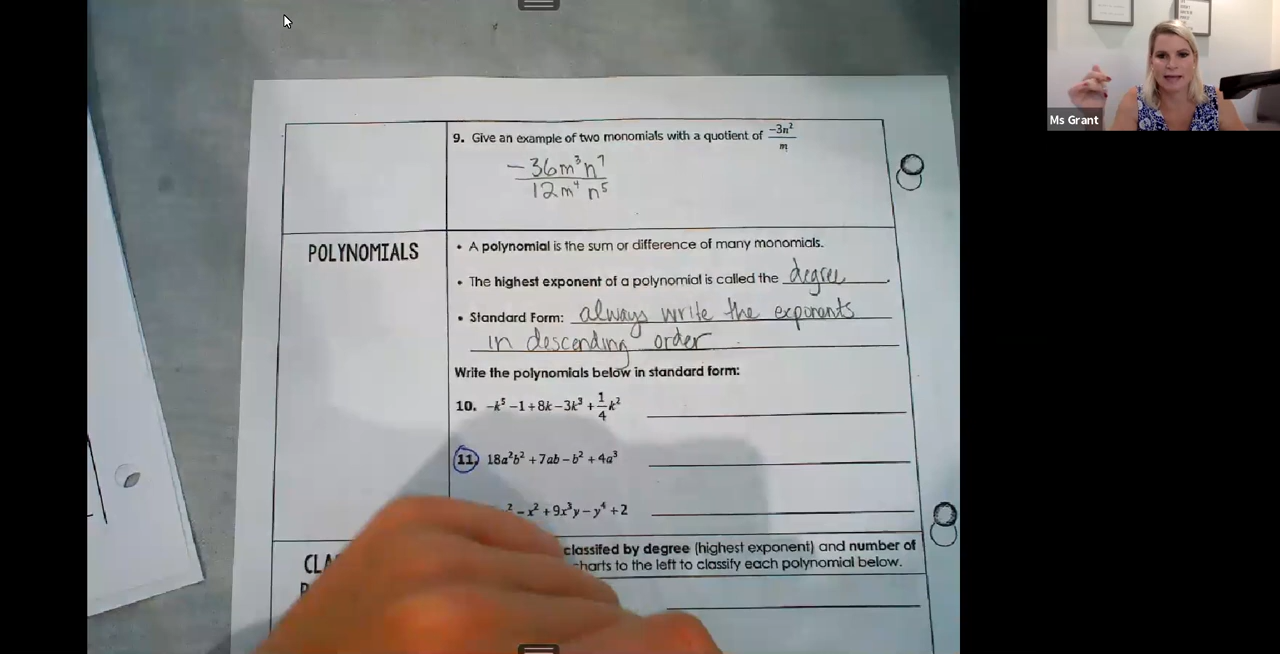 Ms Grant
9. Give an example of two monomials with a quotient of -3n²/m
-36m³n⁷
12m⁴ n⁵
POLYNOMIALS
• A polynomial is the sum or difference of many monomials.
• The highest exponent of a polynomial is called the degree.
• Standard Form: always write the exponents
in descending order
Write the polynomials below in standard form:
10. -k⁵ - 1 + 8k - 3k³ + 1/4 k²
11. 18a²b² + 7ab - b² + 4a³
² - x² + 9x³y - y⁴ + 2
classifed by degree (highest exponent) and number of
charts to the left to classify each polynomial below.